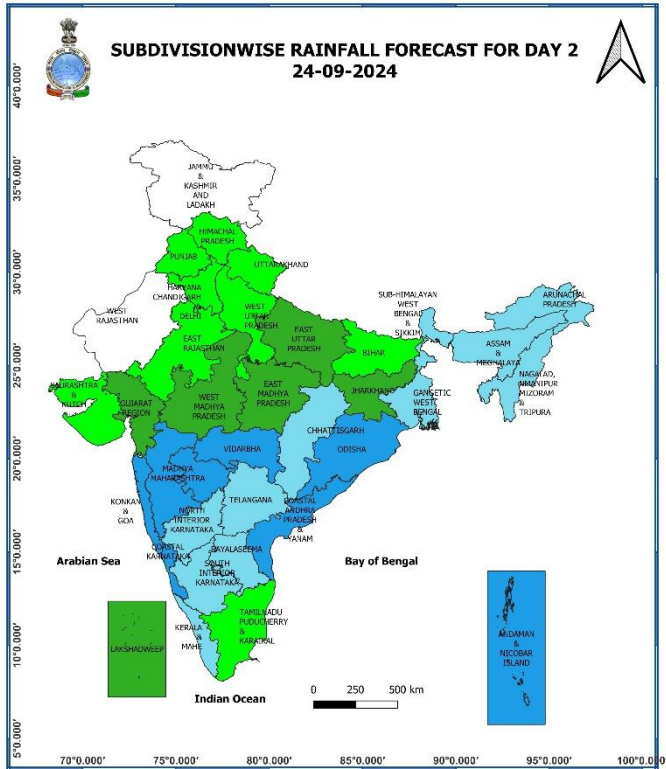 SUBDIVISIONWISE RAINFALL FORECAST FOR DAY 2
24-09-2024
40°0.000'
35°0.000'
30°0.000'
25°0.000'
20°0.000'
15°0.000'
10°0.000'
5°0.000'
JAMMU
&
KASHMIR
AND
LADAKH
HIMACHAL
PRADESH
PUNJAB
UTTARAKHAND
HARYANA
CHANDIGARH
&
DELHI
WEST
RAJASTHAN
WEST
UTTAR
PRADESH
EAST
RAJASTHAN
EAST
UTTAR
PRADESH
BIHAR
SUB-HIMALAYAN
WEST
BENGAL
&
SIKKIM
ARUNACHAL
PRADESH
ASSAM
&
MEGHALAYA
NAGALAD,
MANIPUR
MIZORAM
&
TRIPURA
SAURASHTRA
&
KUTCH
GUJARAT
REGION
WEST
MADHYA
PRADESH
EAST
MADHYA
PRADESH
JHARKHAND
GANGETIC
WEST
BENGAL
CHHATTISGARH
ODISHA
VIDARBHA
MADHYA
MAHARASHTRA
KONKAN
&
GOA
TELANGANA
NORTH
INTERIOR
KARNATAKA
COASTAL
ANDHRA
PRADESH
&
YANAM
COASTAL
KARNATAKA
RAYALASEEMA
SOUTH
INTERIOR
KARNATAKA
Arabian Sea
Bay of Bengal
TAMILNADU
PUDUCHERRY
&
KARAIKAL
KERALA
&
MAHE
LAKSHADWEEP
ANDAMAN
&
NICOBAR
ISLAND
Indian Ocean
0 250 500 km
70°0.000' 75°0.000' 80°0.000' 85°0.000' 90°0.000' 95°0.000' 100°0.000'